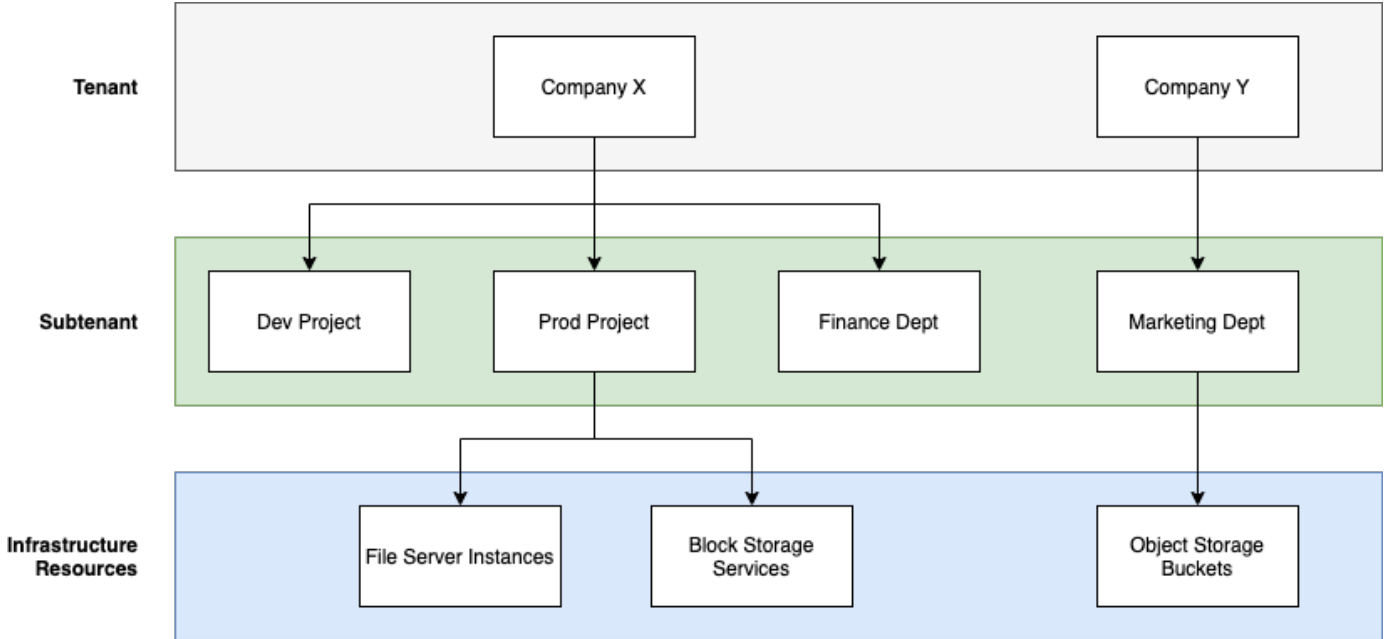 Tenant
Company X
Company Y
Subtenant
Dev Project
Prod Project
Finance Dept
Marketing Dept
Infrastructure
Resources
File Server Instances
Block Storage
Services
Object Storage
Buckets